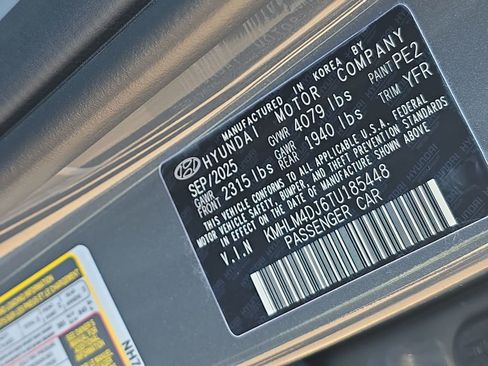 MANUFACTURED IN KOREA BY
HYUNDAI MOTOR COMPANY
SEP/2025 GVWR 4079 lbs PAINT PE2
GAWR FRONT 2315 lbs GAWR REAR 1940 lbs TRIM YFR
THIS VEHICLE CONFORMS TO ALL APPLICABLE U.S.A. FEDERAL
MOTOR VEHICLE SAFETY, BUMPER, AND THEFT PREVENTION STANDARDS
IN EFFECT ON THE DATE OF MANUFACTURE SHOWN ABOVE.
V.I.N KMHLM4DJ6TU185448
PASSENGER CAR
NH7